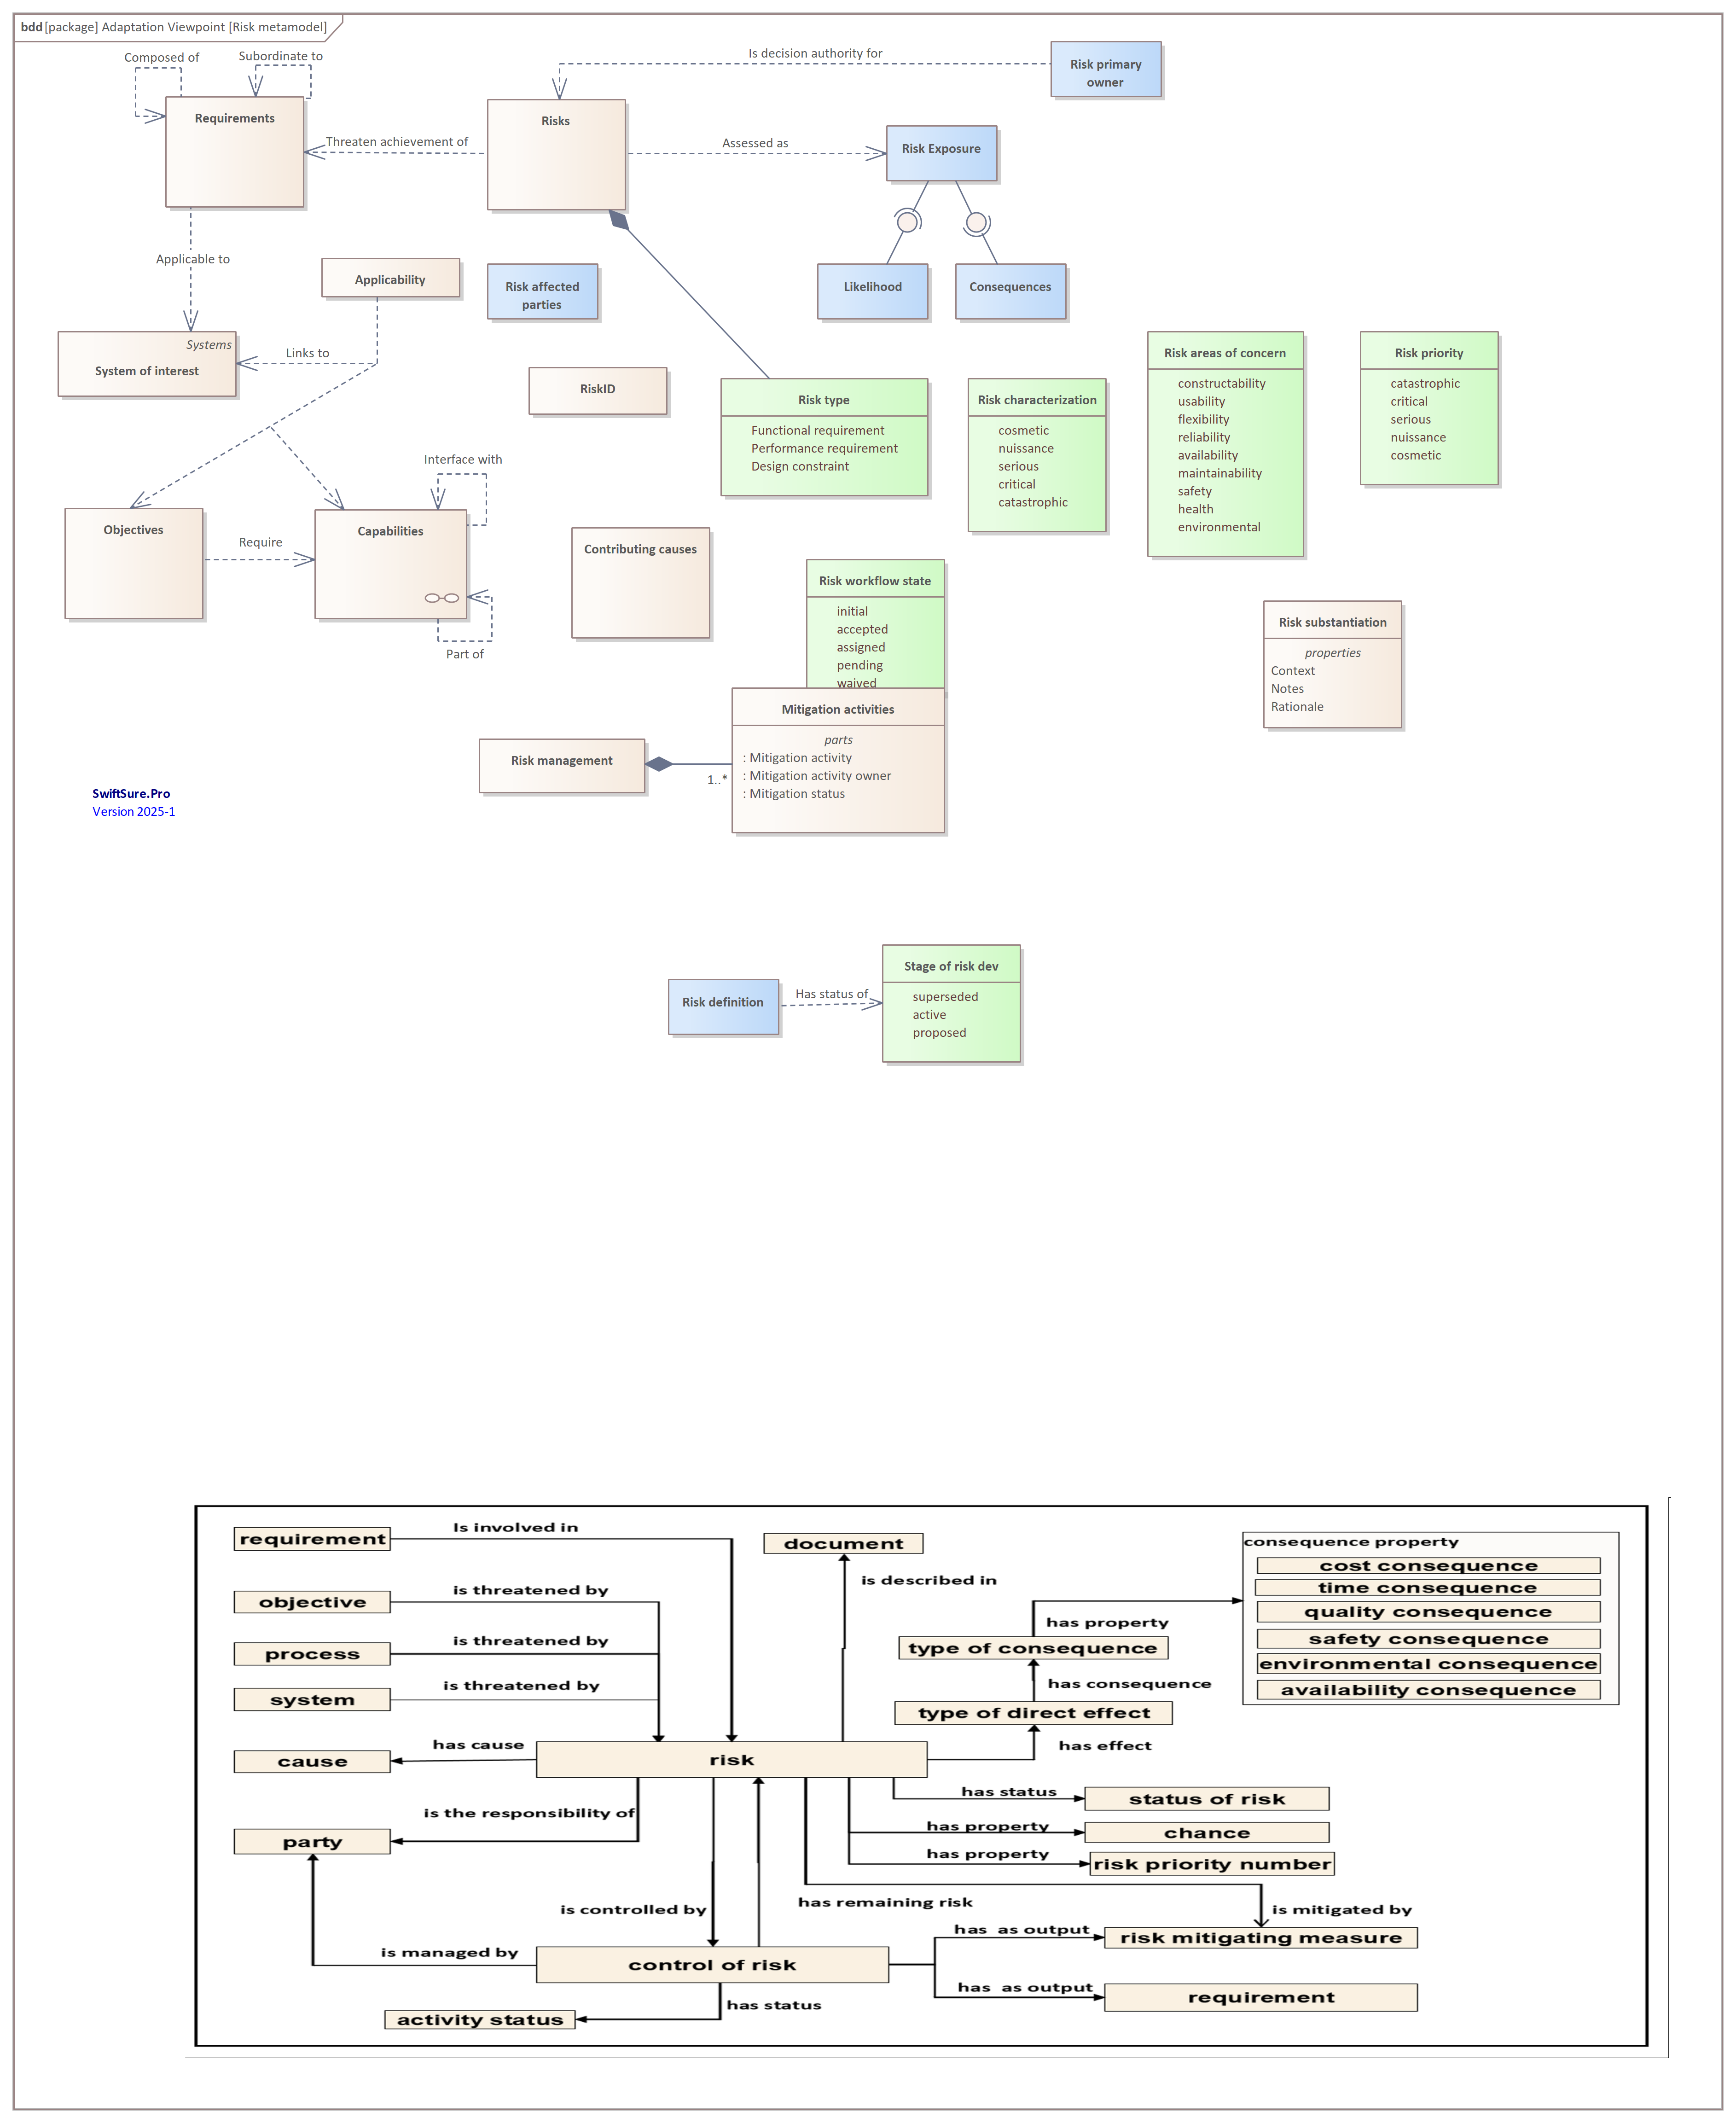 bdd [package] Adaptation Viewpoint [Risk metamodel]
Composed of
Subordinate to
Is decision authority for
Risk primary
owner
Requirements
Risks
Threaten achievement of
Assessed as
Risk Exposure
Applicable to
Applicability
Risk affected
parties
Likelihood
Consequences
Systems
System of interest
Links to
RiskID
Risk type
Functional requirement
Performance requirement
Design constraint
Risk characterization
cosmetic
nuissance
serious
critical
catastrophic
Risk areas of concern
constructability
usability
flexibility
reliability
availability
maintainability
safety
health
environmental
Risk priority
catastrophic
critical
serious
nuissance
cosmetic
Interface with
Objectives
Require
Capabilities
Part of
Contributing causes
Risk workflow state
initial
accepted
assigned
pending
waived
Risk substantiation
properties
Context
Notes
Rationale
Mitigation activities
parts
: Mitigation activity
: Mitigation activity owner
: Mitigation status
Risk management
1..*
SwiftSure.Pro
Version 2025-1
Risk definition
Has status of
Stage of risk dev
superseded
active
proposed
requirement
Is involved in
document
is described in
consequence property
cost consequence
time consequence
quality consequence
safety consequence
environmental consequence
availability consequence
objective
is threatened by
process
is threatened by
system
is threatened by
has property
type of consequence
has consequence
type of direct effect
has effect
cause
has cause
risk
is the responsibility of
party
has status
status of risk
has property
chance
has property
risk priority number
is controlled by
has remaining risk
is mitigated by
is managed by
control of risk
has as output
risk mitigating measure
has as output
requirement
has status
activity status